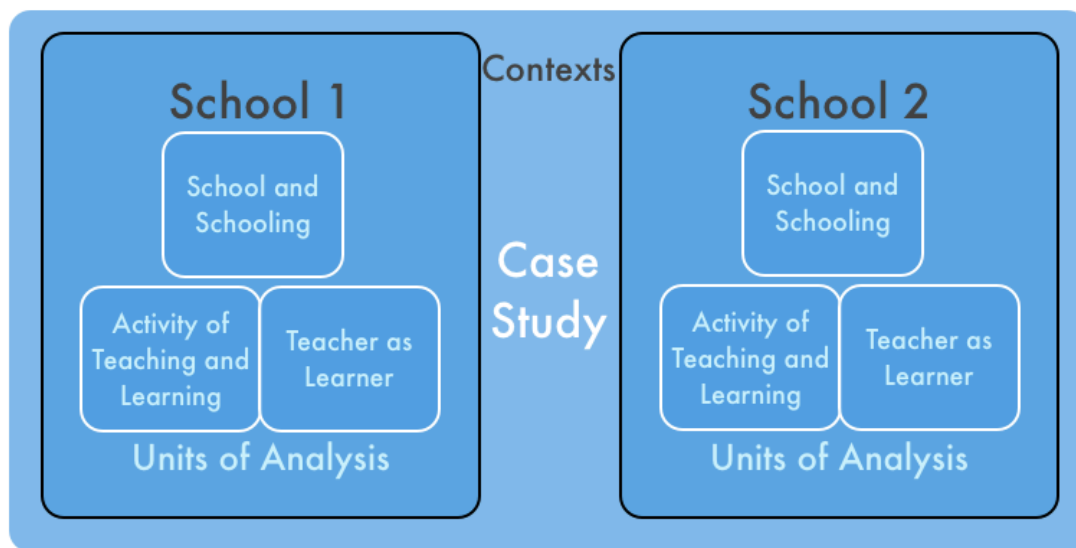 School 1
School and
Schooling
Activity of
Teaching and
Learning
Teacher as
Learner
Units of Analysis
Contexts
Case
Study
School 2
School and
Schooling
Activity of
Teaching and
Learning
Teacher as
Learner
Units of Analysis